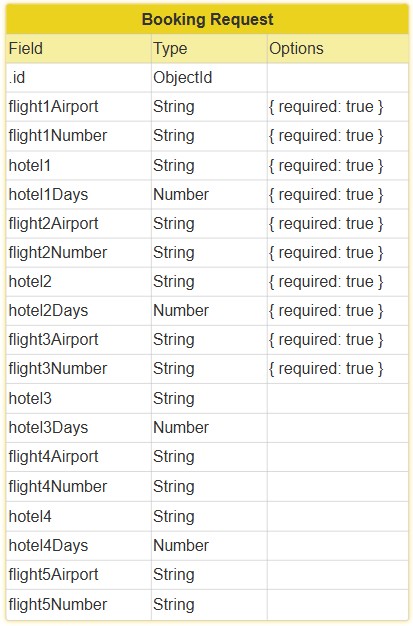 Booking Request
Field Type Options
.id ObjectId
flight1Airport String { required: true }
flight1Number String { required: true }
hotel1 String { required: true }
hotel1Days Number { required: true }
flight2Airport String { required: true }
flight2Number String { required: true }
hotel2 String { required: true }
hotel2Days Number { required: true }
flight3Airport String { required: true }
flight3Number String { required: true }
hotel3 String
hotel3Days Number
flight4Airport String
flight4Number String
hotel4 String
hotel4Days Number
flight5Airport String
flight5Number String